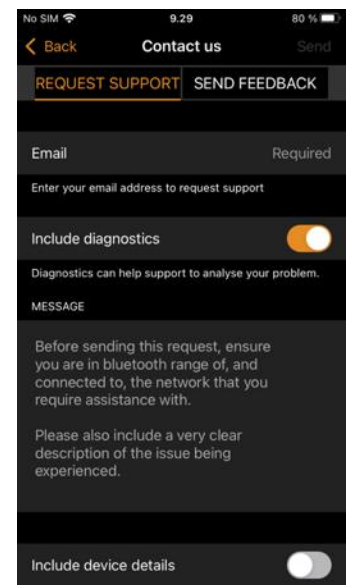 No SIM 9.29 80 %
Back Contact us Send
REQUEST SUPPORT SEND FEEDBACK
Email Required
Enter your email address to request support
Include diagnostics
Diagnostics can help support to analyse your problem.
MESSAGE
Before sending this request, ensure
you are in bluetooth range of, and
connected to, the network that you
require assistance with.
Please also include a very clear
description of the issue being
experienced.
Include device details